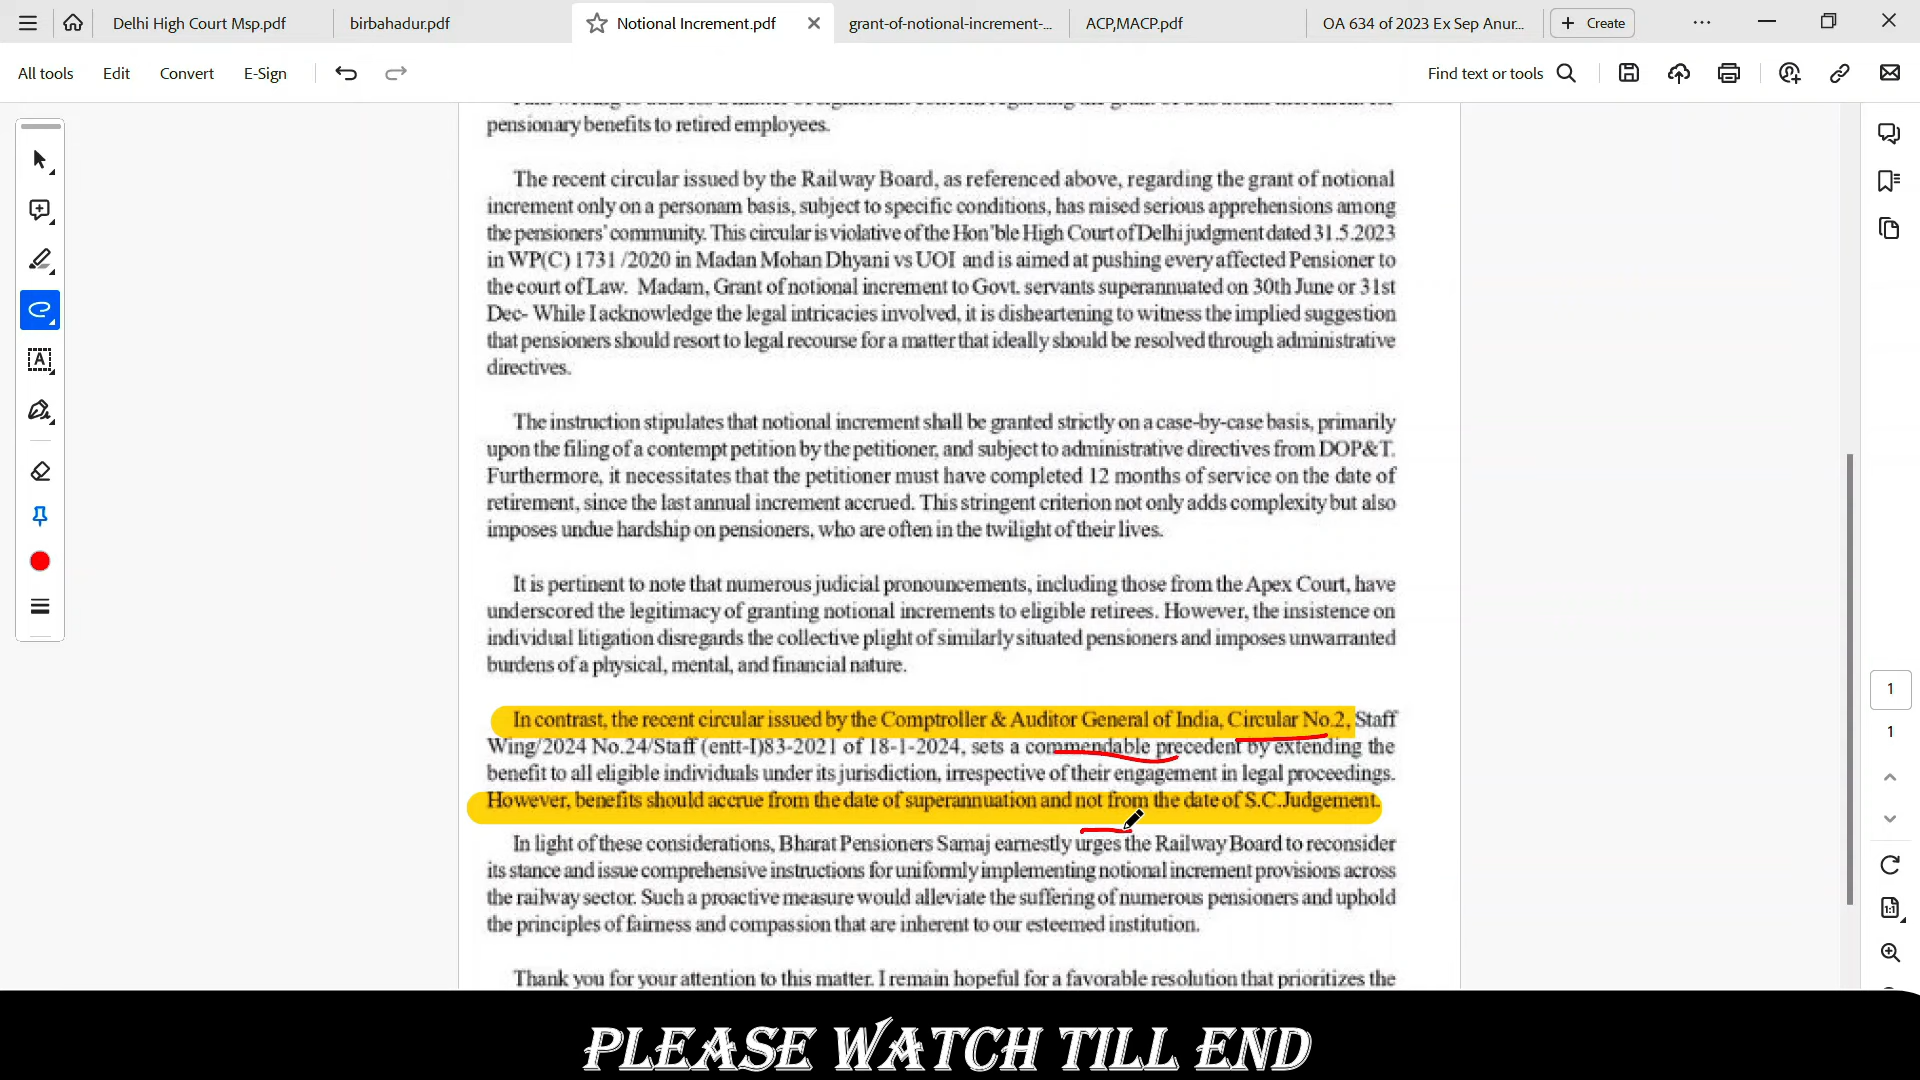 Delhi High Court Msp.pdf
birbahadur.pdf
Notional Increment.pdf
grant-of-notional-increment-...
ACP,MACP.pdf
OA 634 of 2023 Ex Sep Anur...
Create
All tools
Edit
Convert
E-Sign
Find text or tools
pensionary benefits to retired employees.
The recent circular issued by the Railway Board, as referenced above, regarding the grant of notional
increment only on a personam basis, subject to specific conditions, has raised serious apprehensions among
the pensioners' community. This circular is violative of the Hon'ble High Court of Delhi judgment dated 31.5.2023
in WP(C) 1731 /2020 in Madan Mohan Dhyani vs UOI and is aimed at pushing every affected Pensioner to
the court of Law. Madam, Grant of notional increment to Govt. servants superannuated on 30th June or 31st
Dec- While I acknowledge the legal intricacies involved, it is disheartening to witness the implied suggestion
that pensioners should resort to legal recourse for a matter that ideally should be resolved through administrative
directives.
The instruction stipulates that notional increment shall be granted strictly on a case-by-case basis, primarily
upon the filing of a contempt petition by the petitioner, and subject to administrative directives from DOP&T.
Furthermore, it necessitates that the petitioner must have completed 12 months of service on the date of
retirement, since the last annual increment accrued. This stringent criterion not only adds complexity but also
imposes undue hardship on pensioners, who are often in the twilight of their lives.
It is pertinent to note that numerous judicial pronouncements, including those from the Apex Court, have
underscored the legitimacy of granting notional increments to eligible retirees. However, the insistence on
individual litigation disregards the collective plight of similarly situated pensioners and imposes unwarranted
burdens of a physical, mental, and financial nature.
In contrast, the recent circular issued by the Comptroller & Auditor General of India, Circular No.2, Staff
Wing/2024 No.24/Staff (entt-I)83-2021 of 18-1-2024, sets a commendable precedent by extending the
benefit to all eligible individuals under its jurisdiction, irrespective of their engagement in legal proceedings.
However, benefits should accrue from the date of superannuation and not from the date of S.C.Judgement.
In light of these considerations, Bharat Pensioners Samaj earnestly urges the Railway Board to reconsider
its stance and issue comprehensive instructions for uniformly implementing notional increment provisions across
the railway sector. Such a proactive measure would alleviate the suffering of numerous pensioners and uphold
the principles of fairness and compassion that are inherent to our esteemed institution.
Thank you for your attention to this matter. I remain hopeful for a favorable resolution that prioritizes the
1
1
PLEASE WATCH TILL END